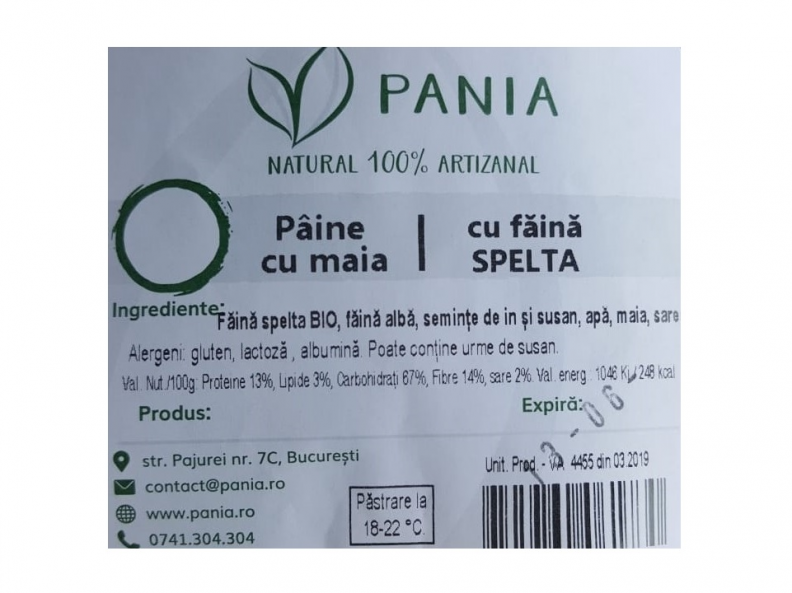 PANIA
NATURAL 100% ARTIZANAL
Pâine cu făină
cu maia | SPELTA
Ingrediente:
Făină spelta BIO, făină albă, semințe de in și susan, apă, maia, sare
Alergeni: gluten, lactoză , albumină. Poate conține urme de susan.
Val. Nut./100g: Proteine 13%, Lipide 3%, Carbohidrați 67%, Fibre 14%, sare 2%. Val. energ.: 1046 Kj/ 248 kcal
Produs: Expiră:
13-06-
str. Pajurei nr. 7C, București
Unit. Prod. - VA 4455 din 03.2019
contact@pania.ro
www.pania.ro
0741.304.304
Păstrare la
18-22 °C.